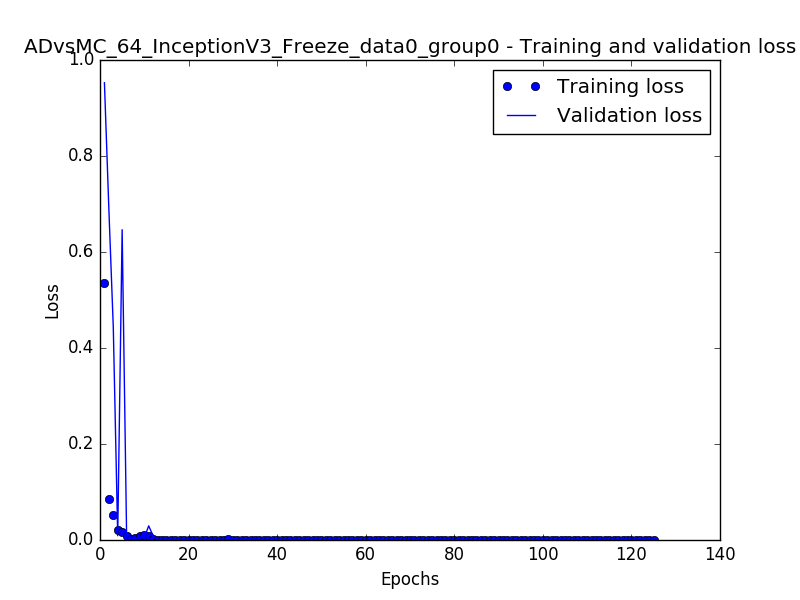 ADvsMC_64_InceptionV3_Freeze_data0_group0 - Training and validation loss
1.0
Training loss
Validation loss
0.8
0.6
Loss
0.4
0.2
0.0
0 20 40 60 80 100 120 140
Epochs